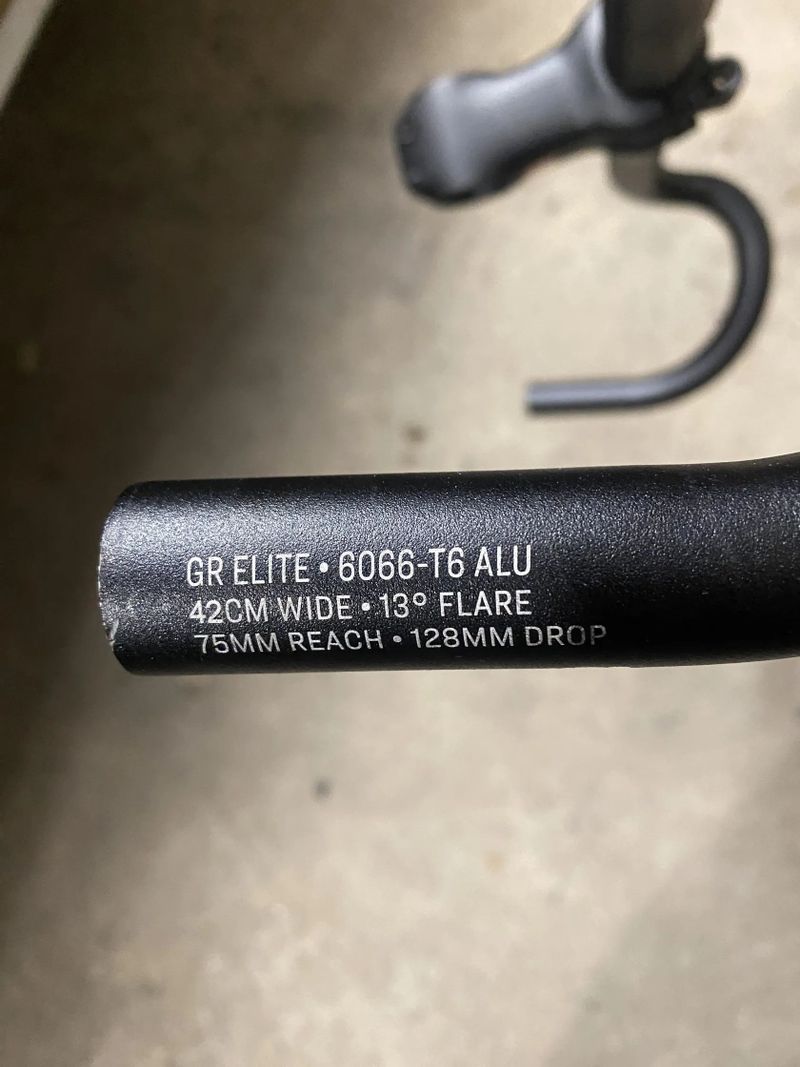 GR ELITE • 6066-T6 ALU
42CM WIDE • 13° FLARE
75MM REACH • 128MM DROP